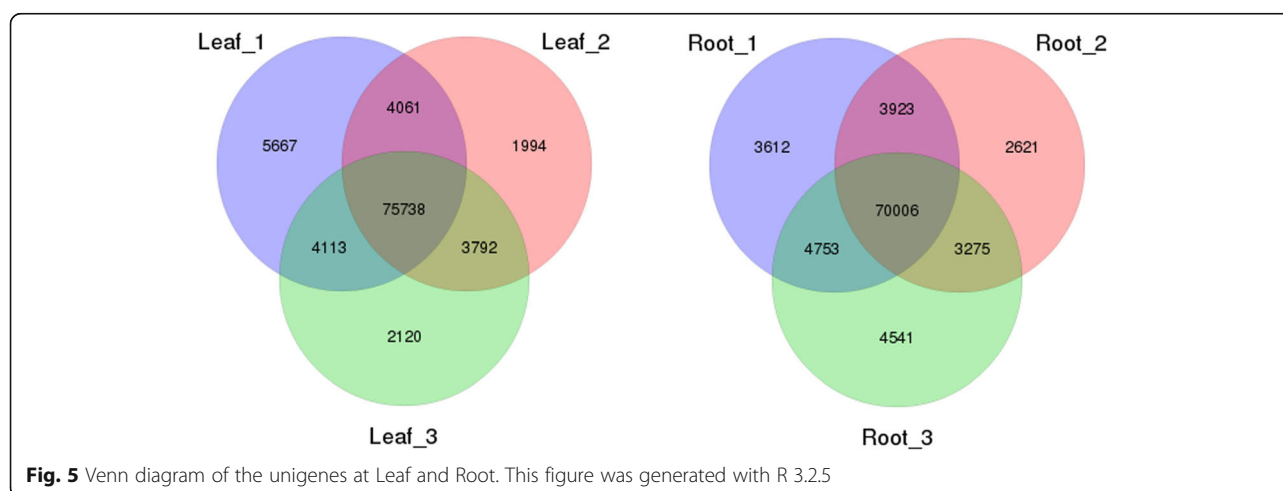 Leaf_1
Leaf_2
4061
5667
1994
75738
4113
3792
2120
Leaf_3
Root_1
Root_2
3923
3612
2621
70006
4753
3275
4541
Root_3
Fig. 5 Venn diagram of the unigenes at Leaf and Root. This figure was generated with R 3.2.5